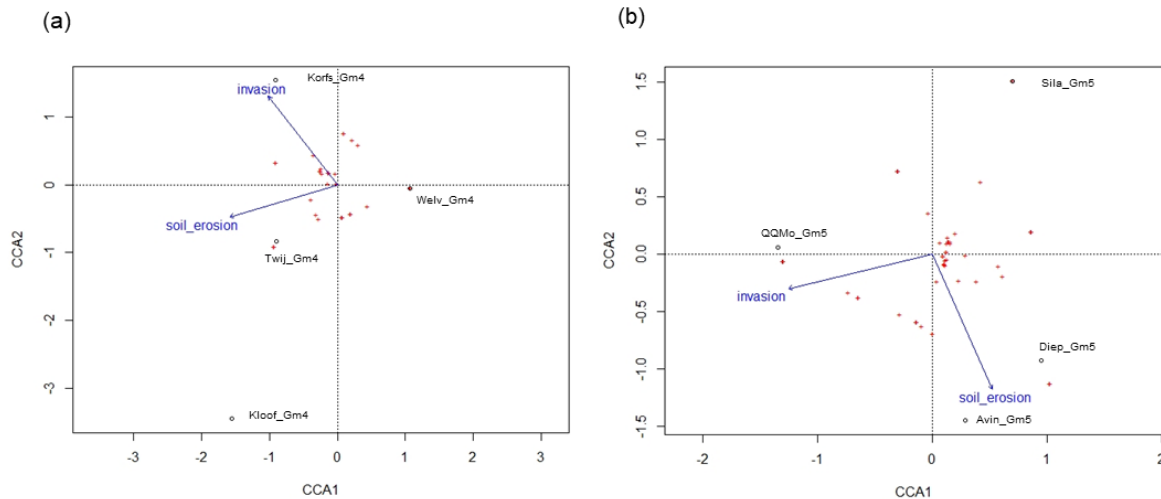 (a)
(b)
Korfs_Gm4
invasion
Welv_Gm4
soil_erosion
Twij_Gm4
Kloof_Gm4
CCA2
1
0
-1
-2
-3
-3
-2
-1
0
1
2
3
CCA1
Sila_Gm5
QQMo_Gm5
invasion
Diep_Gm5
soil_erosion
Avin_Gm5
CCA2
1.5
1.0
0.5
0.0
-0.5
-1.0
-1.5
-2
-1
0
1
2
CCA1